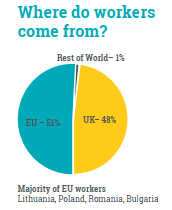 Where do workers
come from?
Rest of World– 1%
EU – 51%
UK– 48%
Majority of EU workers
Lithuania, Poland, Romania, Bulgaria